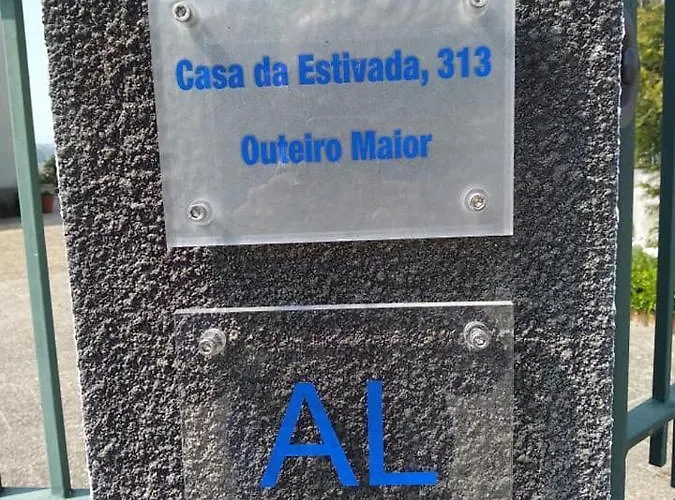 Casa da Estivada, 313
Outeiro Maior
AL